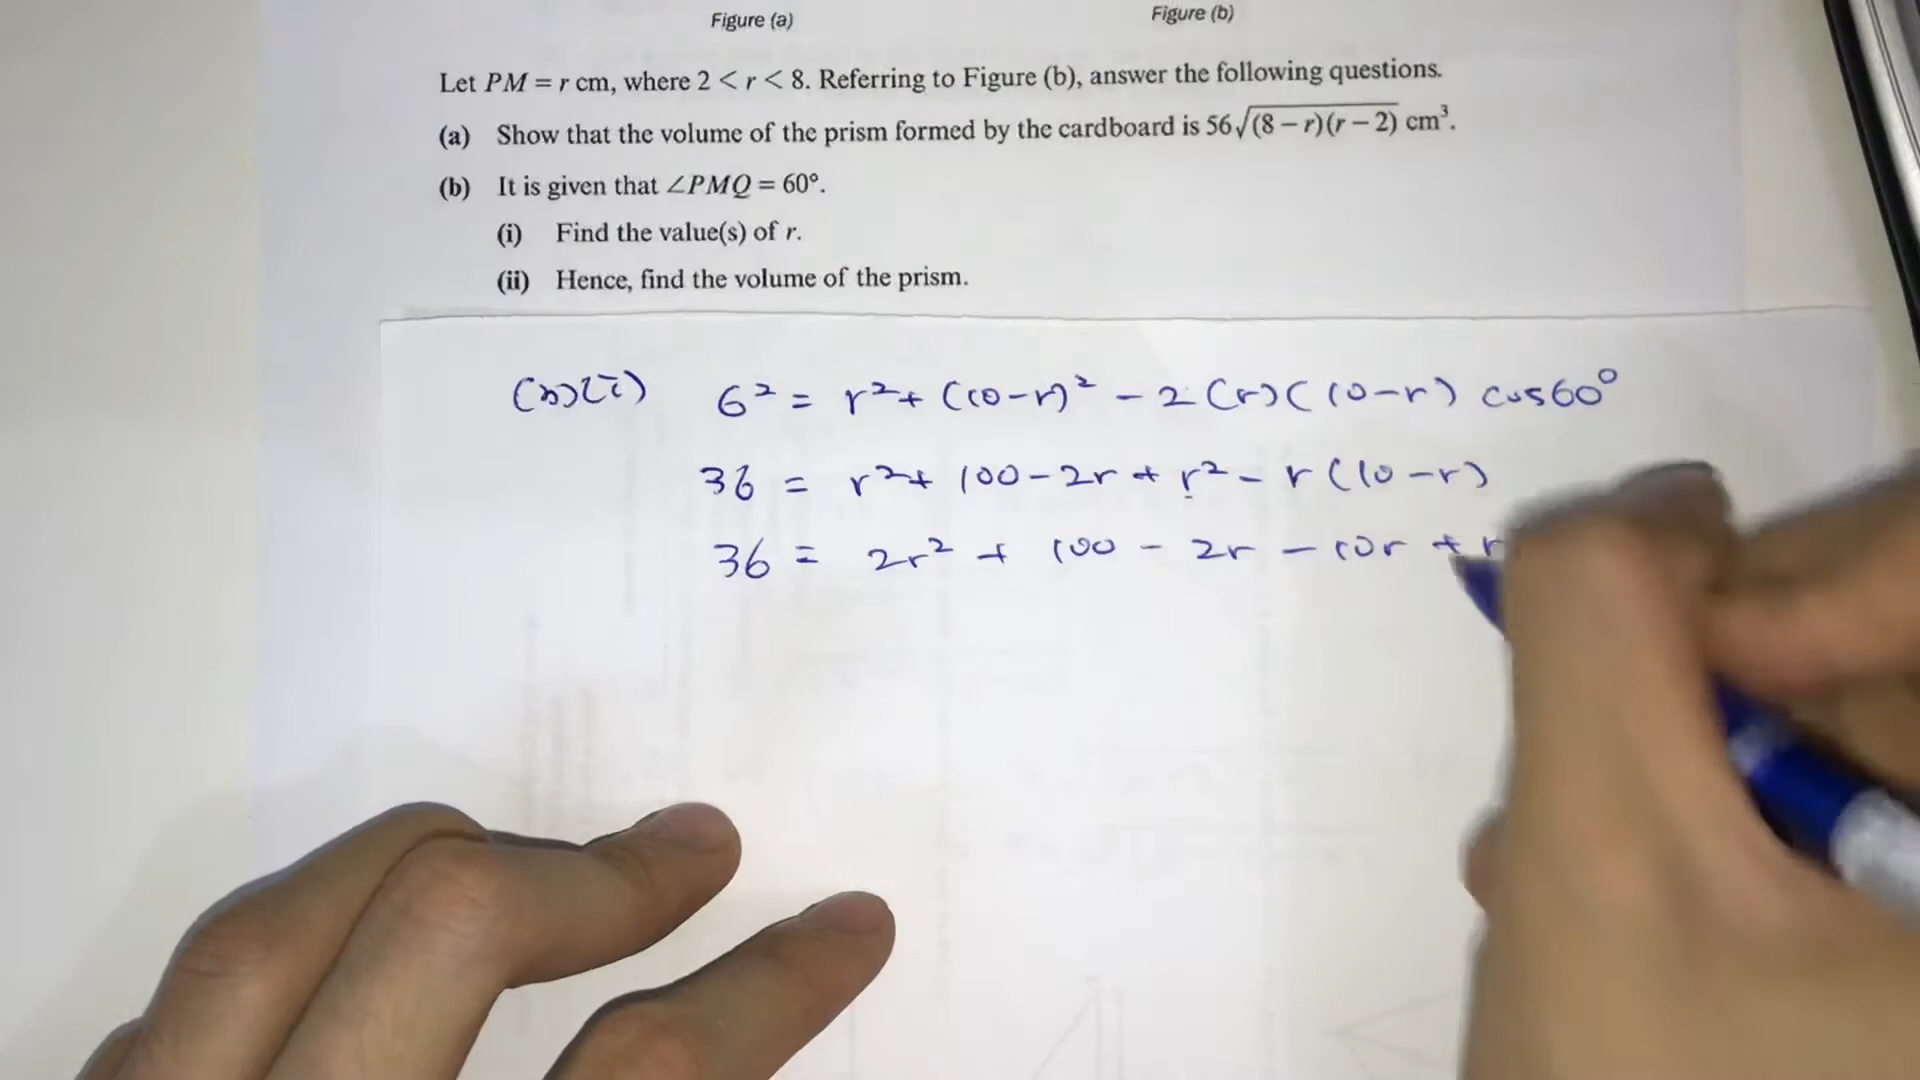 Figure (a) Figure (b)
Let PM = r cm, where 2 < r < 8. Referring to Figure (b), answer the following questions.
(a) Show that the volume of the prism formed by the cardboard is 56√(8 − r)(r − 2) cm³.
(b) It is given that ∠PMQ = 60°.
(i) Find the value(s) of r.
(ii) Hence, find the volume of the prism.
(b)(i) 6² = r² + (10−r)² − 2(r)(10−r) cos60°
36 = r² + 100 − 2r + r² − r(10−r)
36 = 2r² + 100 − 2r − 10r + r